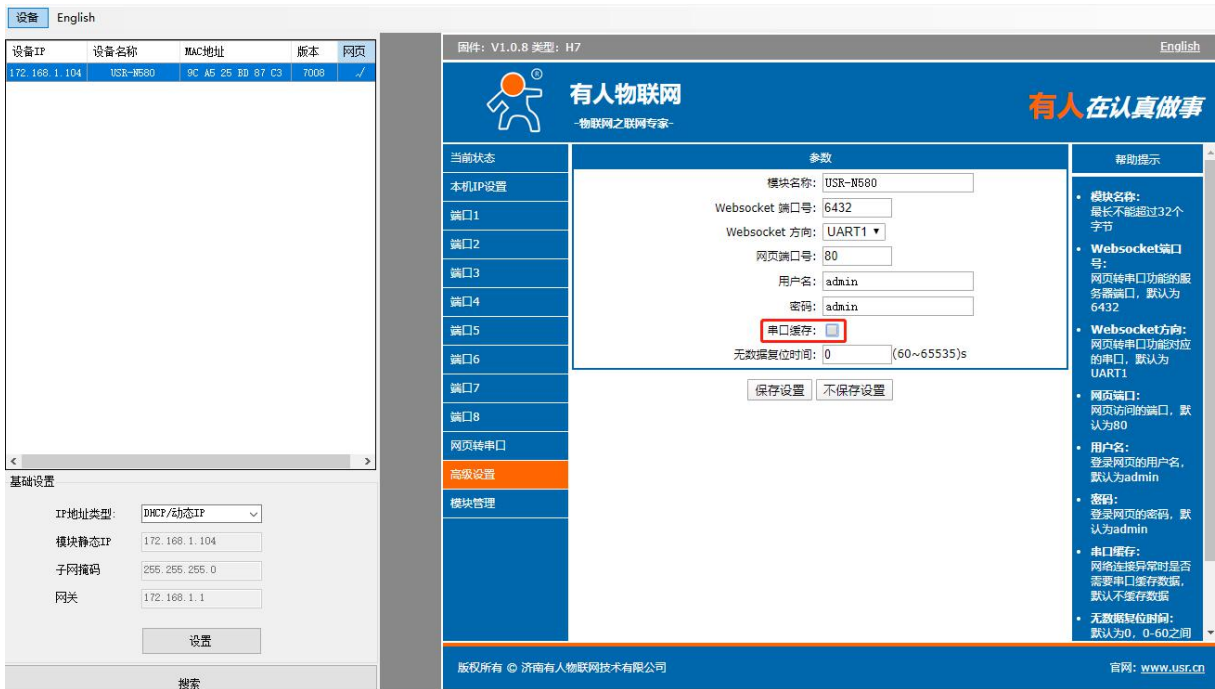 设备 English
设备IP 设备名称 MAC地址 版本 网页
172.168.1.104 USR-N580 9C A5 25 BD 87 C3 7008 √
基础设置
IP地址类型: DHCP/动态IP
模块静态IP 172.168.1.104
子网掩码 255.255.255.0
网关 172.168.1.1
设置
搜索
固件: V1.0.8 类型: H7 English
®
有人物联网
-物联网之联网专家-
有人在认真做事
当前状态
本机IP设置
端口1
端口2
端口3
端口4
端口5
端口6
端口7
端口8
网页转串口
高级设置
模块管理
参数
模块名称: USR-N580
Websocket 端口号: 6432
Websocket 方向: UART1
网页端口号: 80
用户名: admin
密码: admin
串口缓存:
无数据复位时间: 0 (60~65535)s
保存设置 不保存设置
帮助提示
• 模块名称:
最长不能超过32个
字节
• Websocket端口
号:
网页转串口功能的服
务器端口，默认为
6432
• Websocket方向:
网页转串口功能对应
的串口，默认为
UART1
• 网页端口:
网页访问的端口，默
认为80
• 用户名:
登录网页的用户名，
默认为admin
• 密码:
登录网页的密码，默
认为admin
• 串口缓存:
网络连接异常时是否
需要串口缓存数据，
默认不缓存数据
• 无数据复位时间:
默认为0，0-60之间
版权所有 © 济南有人物联网技术有限公司 官网: www.usr.cn